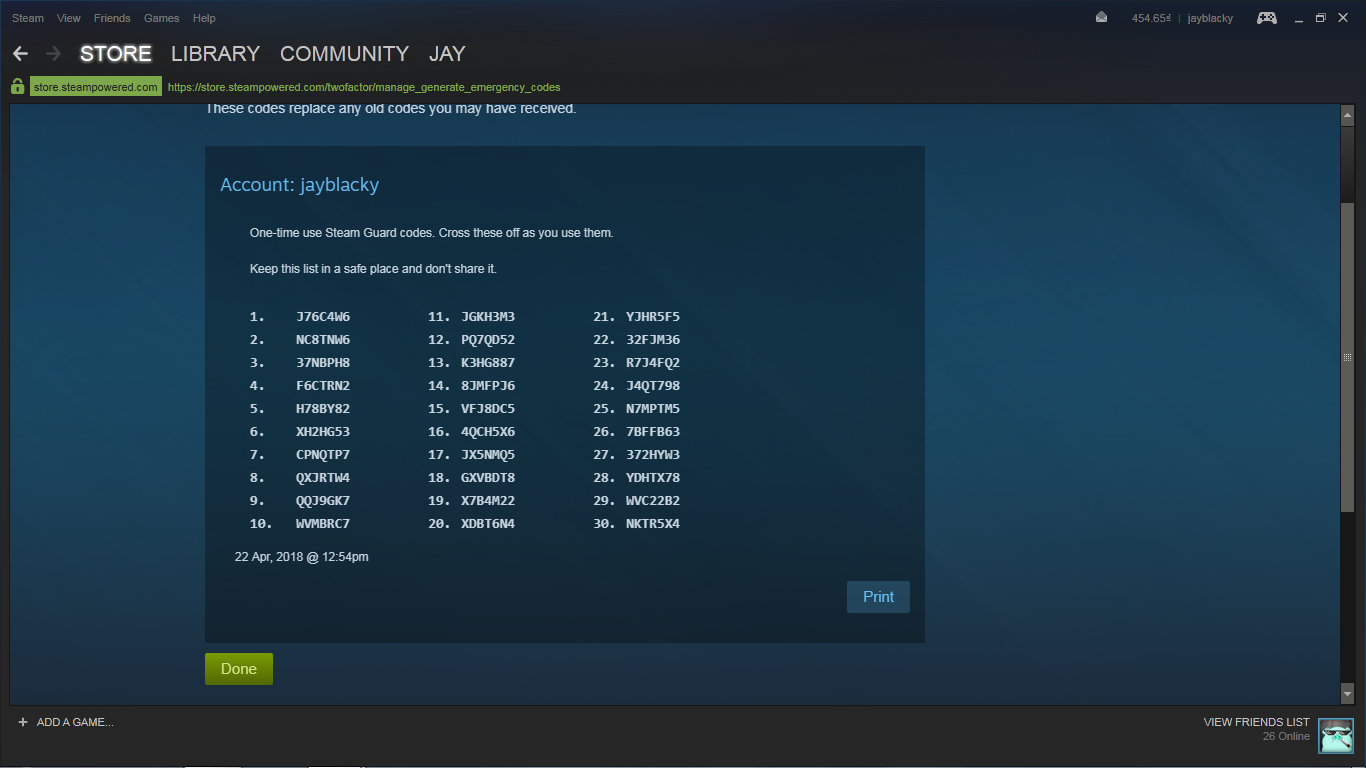 Steam View Friends Games Help
454.65₫ | jayblacky
STORE LIBRARY COMMUNITY JAY
store.steampowered.com https://store.steampowered.com/twofactor/manage_generate_emergency_codes
These codes replace any old codes you may have received.
Account: jayblacky
One-time use Steam Guard codes. Cross these off as you use them.
Keep this list in a safe place and don't share it.
1. J76C4W6 11. JGKH3M3 21. YJHR5F5
2. NC8TNW6 12. PQ7QD52 22. 32FJM36
3. 37NBPH8 13. K3HG887 23. R7J4FQ2
4. F6CTRN2 14. 8JMFPJ6 24. J4QT798
5. H78BY82 15. VFJ8DC5 25. N7MPTM5
6. XH2HG53 16. 4QCH5X6 26. 7BFFB63
7. CPNQTP7 17. JX5NMQ5 27. 372HYW3
8. QXJRTW4 18. GXVBDT8 28. YDHTX78
9. QQJ9GK7 19. X7B4M22 29. WVC22B2
10. WVMBRC7 20. XDBT6N4 30. NKTR5X4
22 Apr, 2018 @ 12:54pm
Print
Done
+ ADD A GAME...
VIEW FRIENDS LIST
26 Online